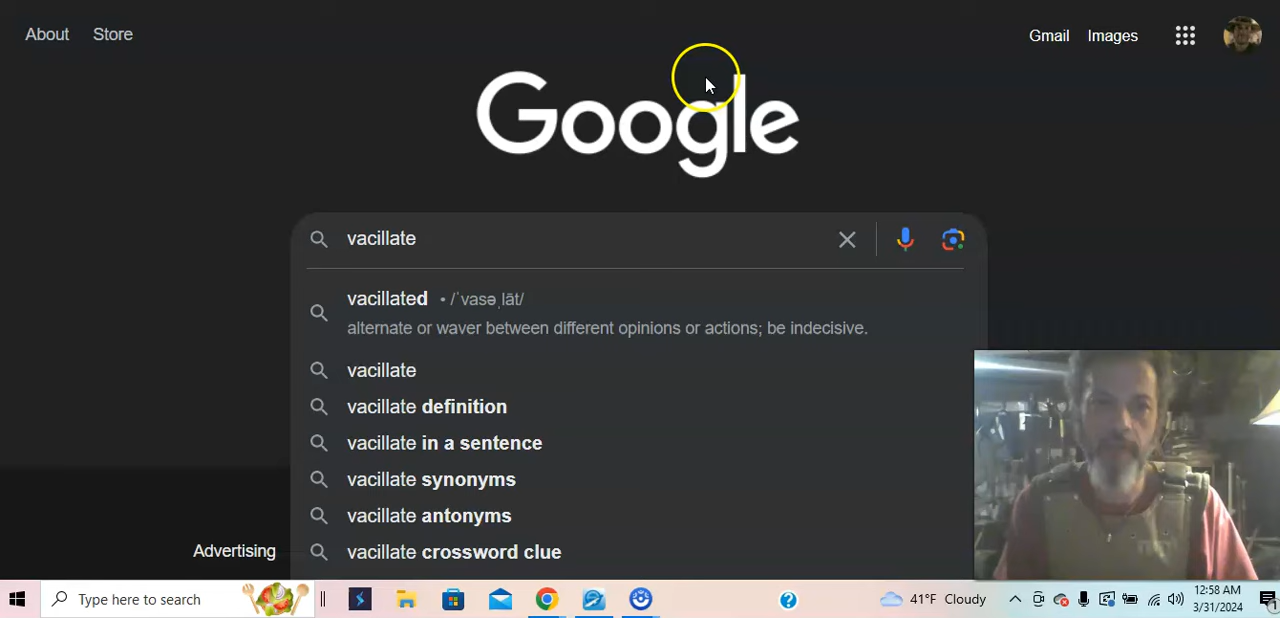 About Store
Gmail Images
Google
vacillate
vacillated • /ˈvasəˌlāt/
alternate or waver between different opinions or actions; be indecisive.
vacillate
vacillate definition
vacillate in a sentence
vacillate synonyms
vacillate antonyms
Advertising
vacillate crossword clue
Type here to search
41°F Cloudy
12:58 AM
3/31/2024
1